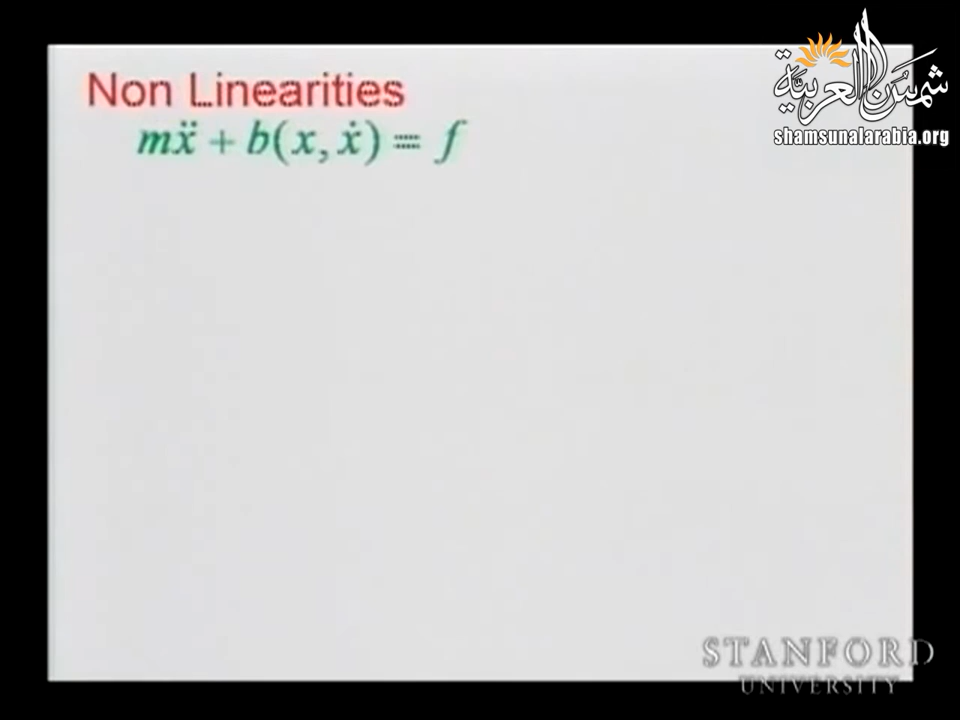 Non Linearities
mẍ + b(x, ẋ) = f
شمس العربية
shamsunalarabia.org
STANFORD
UNIVERSITY